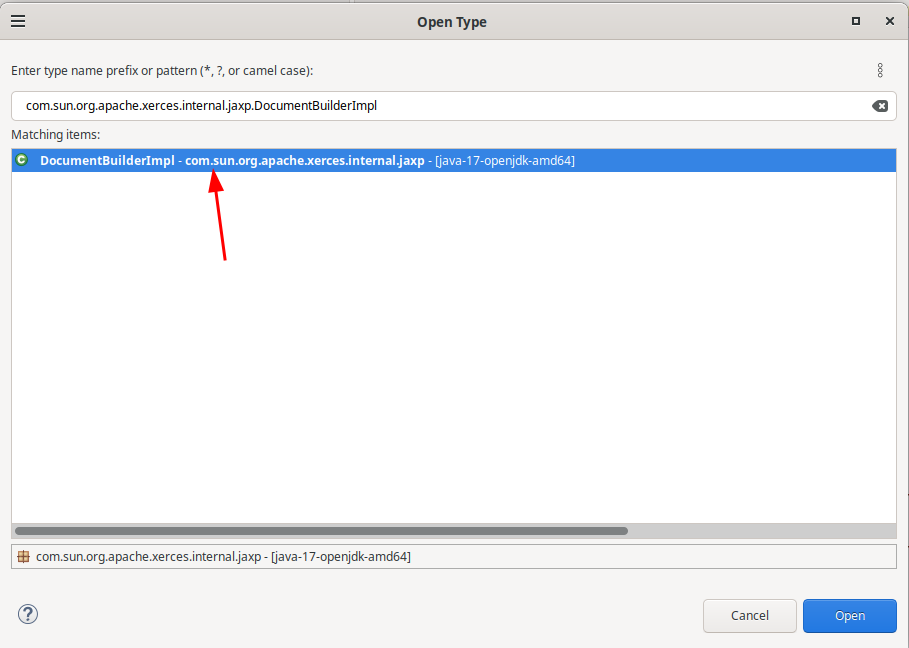 Open Type
Enter type name prefix or pattern (*, ?, or camel case):
com.sun.org.apache.xerces.internal.jaxp.DocumentBuilderImpl
Matching items:
C DocumentBuilderImpl - com.sun.org.apache.xerces.internal.jaxp - [java-17-openjdk-amd64]
com.sun.org.apache.xerces.internal.jaxp - [java-17-openjdk-amd64]
?
Cancel
Open